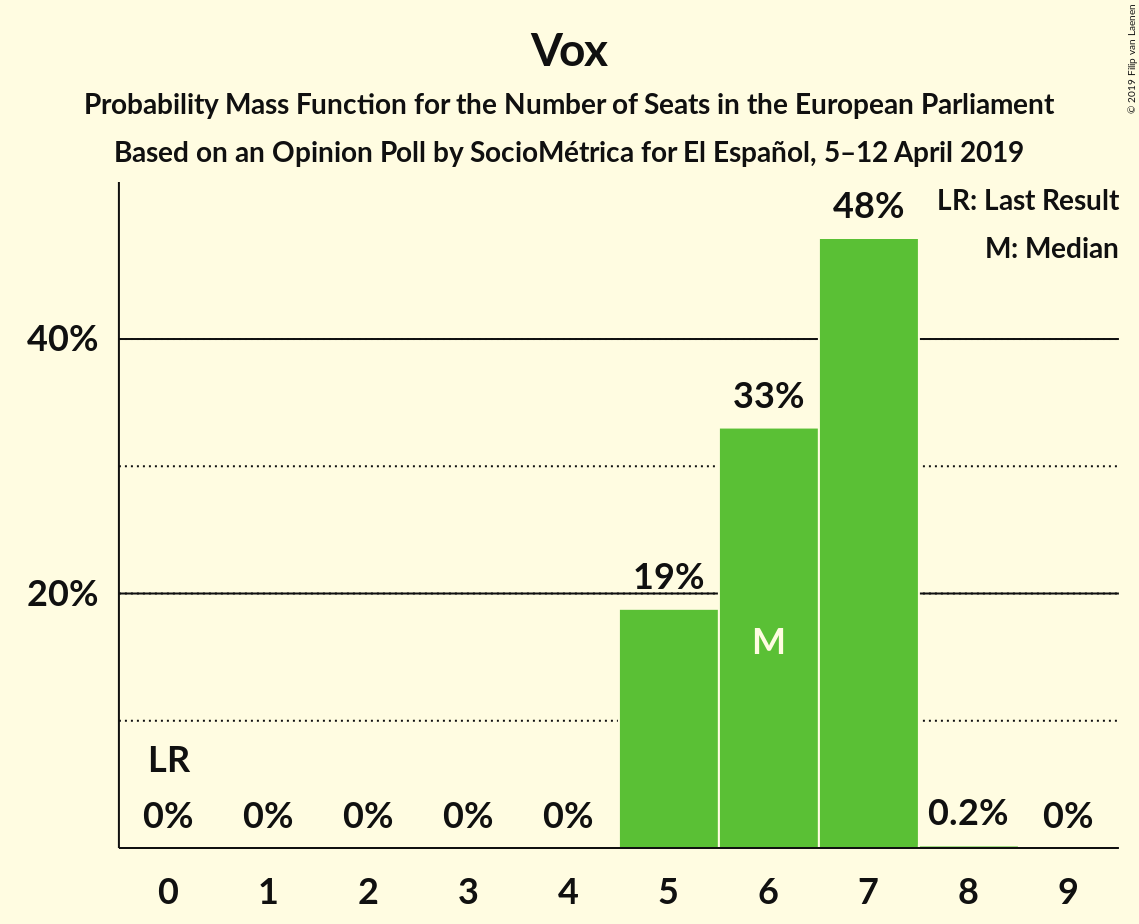 Vox
Probability Mass Function for the Number of Seats in the European Parliament
Based on an Opinion Poll by SocioMétrica for El Español, 5–12 April 2019
© 2019 Filip van Laenen
LR: Last Result
M: Median
48%
40%
33%
19%
20%
M
LR
0% 0% 0% 0% 0% 0.2% 0%
0 1 2 3 4 5 6 7 8 9